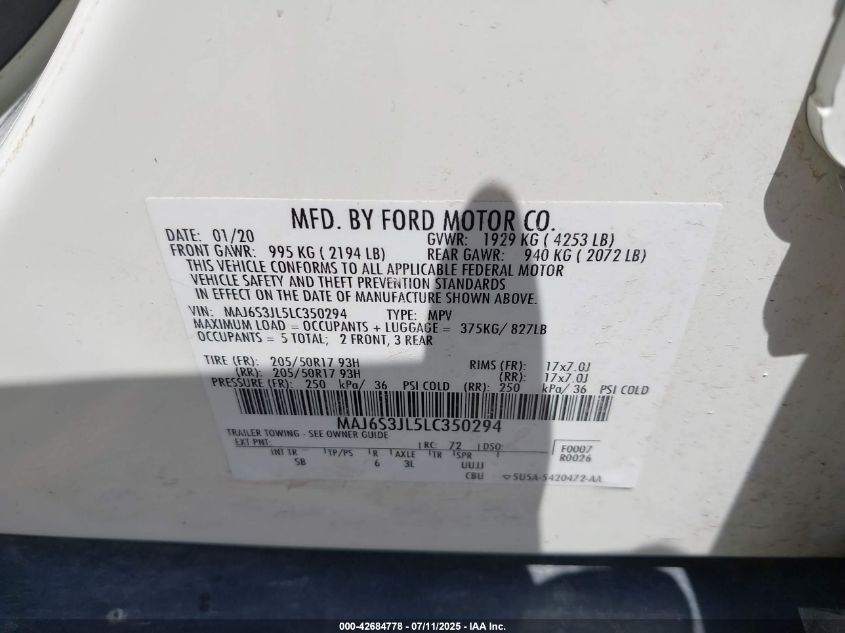 MFD. BY FORD MOTOR CO.
DATE: 01/20 GVWR: 1929 KG ( 4253 LB)
FRONT GAWR: 995 KG ( 2194 LB) REAR GAWR: 940 KG ( 2072 LB)
THIS VEHICLE CONFORMS TO ALL APPLICABLE FEDERAL MOTOR
VEHICLE SAFETY AND THEFT PREVENTION STANDARDS
IN EFFECT ON THE DATE OF MANUFACTURE SHOWN ABOVE.
VIN: MAJ6S3JL5LC350294 TYPE: MPV
MAXIMUM LOAD = OCCUPANTS + LUGGAGE = 375KG/ 827LB
OCCUPANTS = 5 TOTAL; 2 FRONT, 3 REAR
TIRE (FR): 205/50R17 93H RIMS (FR): 17x7.0J
(RR): 205/50R17 93H (RR): 17x7.0J
PRESSURE (FR): 250 kPa/ 36 PSI COLD (RR): 250 kPa/ 36 PSI COLD
MAJ6S3JL5LC350294
TRAILER TOWING - SEE OWNER GUIDE
EXT PNT: RC: 72 DSO: F0007
INT TR TP/PS R AXLE TR SPR R0026
SB 6 3L UUJJ
CBU 5U5A-5420472-AA
000-42684778 - 07/11/2025 - IAA Inc.